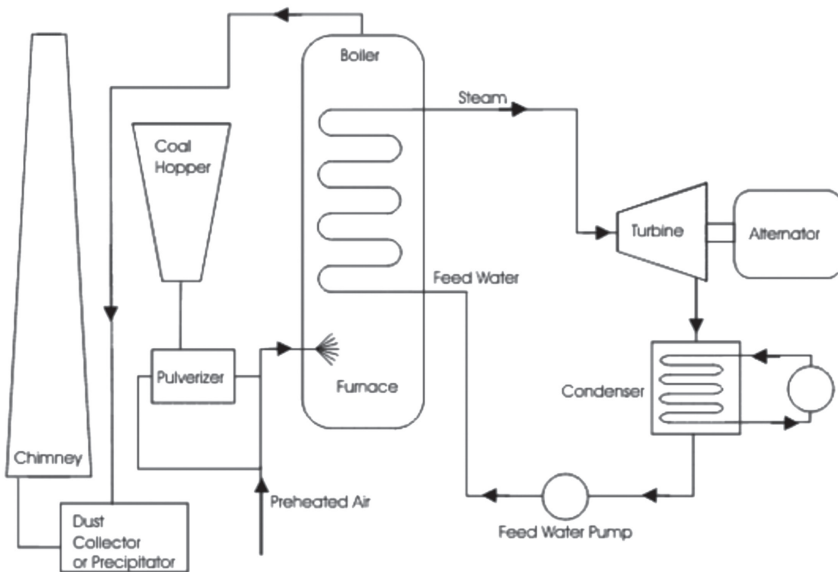 Boiler
Steam
Coal
Hopper
Turbine
Alternator
Feed Water
Pulverizer
Furnace
Condenser
Chimney
Preheated Air
Dust
Collector
or Precipitator
Feed Water Pump